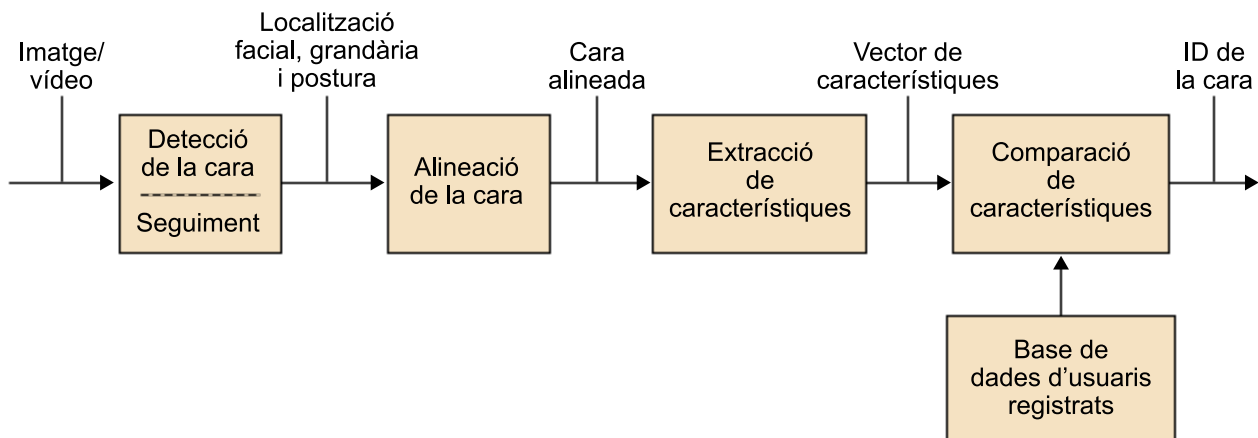 Imatge/
vídeo
Localització
facial, grandària
i postura
Cara
alineada
Vector de
característiques
ID de
la cara
Detecció
de la cara
Seguiment
Alineació
de la cara
Extracció
de
característiques
Comparació
de
característiques
Base de
dades d’usuaris
registrats